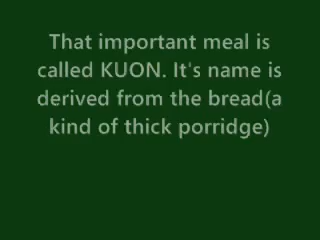 That important meal is
called KUON. It's name is
derived from the bread(a
kind of thick porridge)